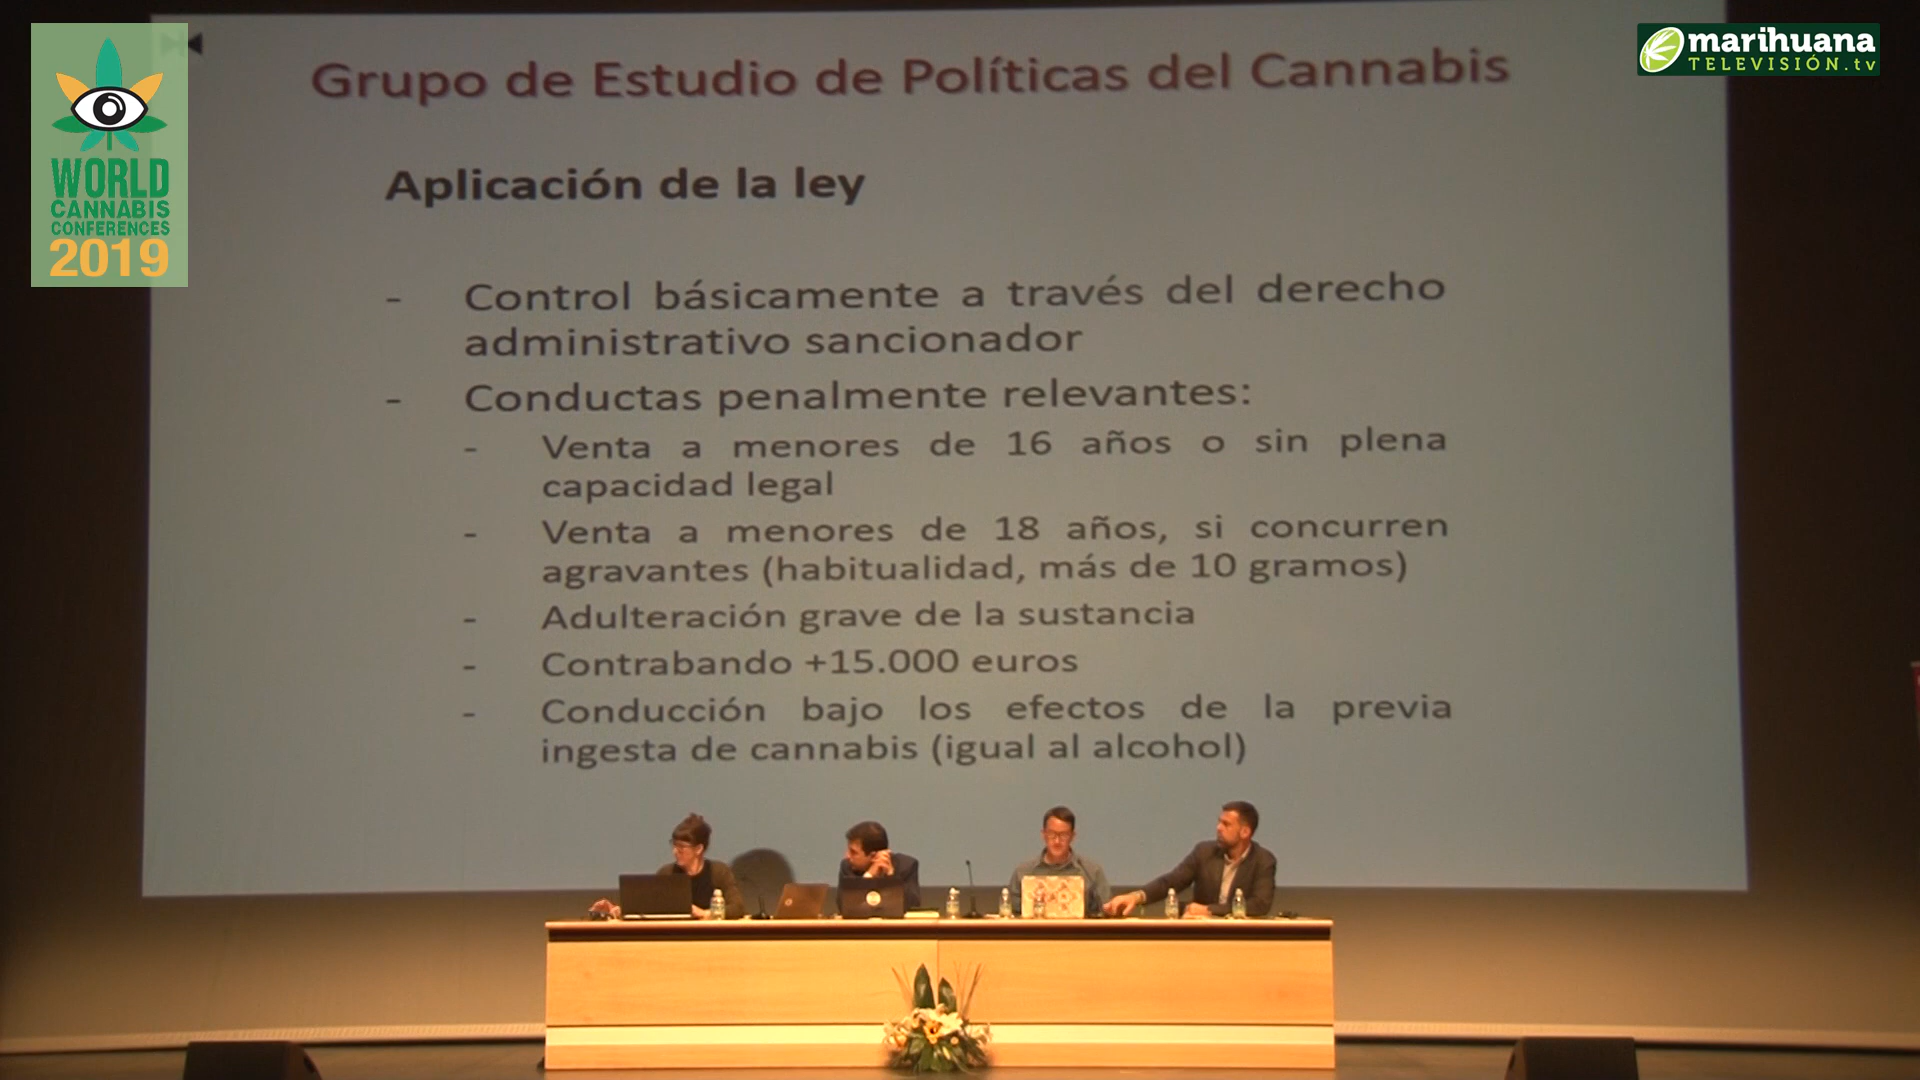 Grupo de Estudio de Políticas del Cannabis
Aplicación de la ley
- Control básicamente a través del derecho
administrativo sancionador
- Conductas penalmente relevantes:
- Venta a menores de 16 años o sin plena
capacidad legal
- Venta a menores de 18 años, si concurren
agravantes (habitualidad, más de 10 gramos)
- Adulteración grave de la sustancia
- Contrabando +15.000 euros
- Conducción bajo los efectos de la previa
ingesta de cannabis (igual al alcohol)
WORLD
CANNABIS
CONFERENCES
2019
marihuana
TELEVISIÓN.tv